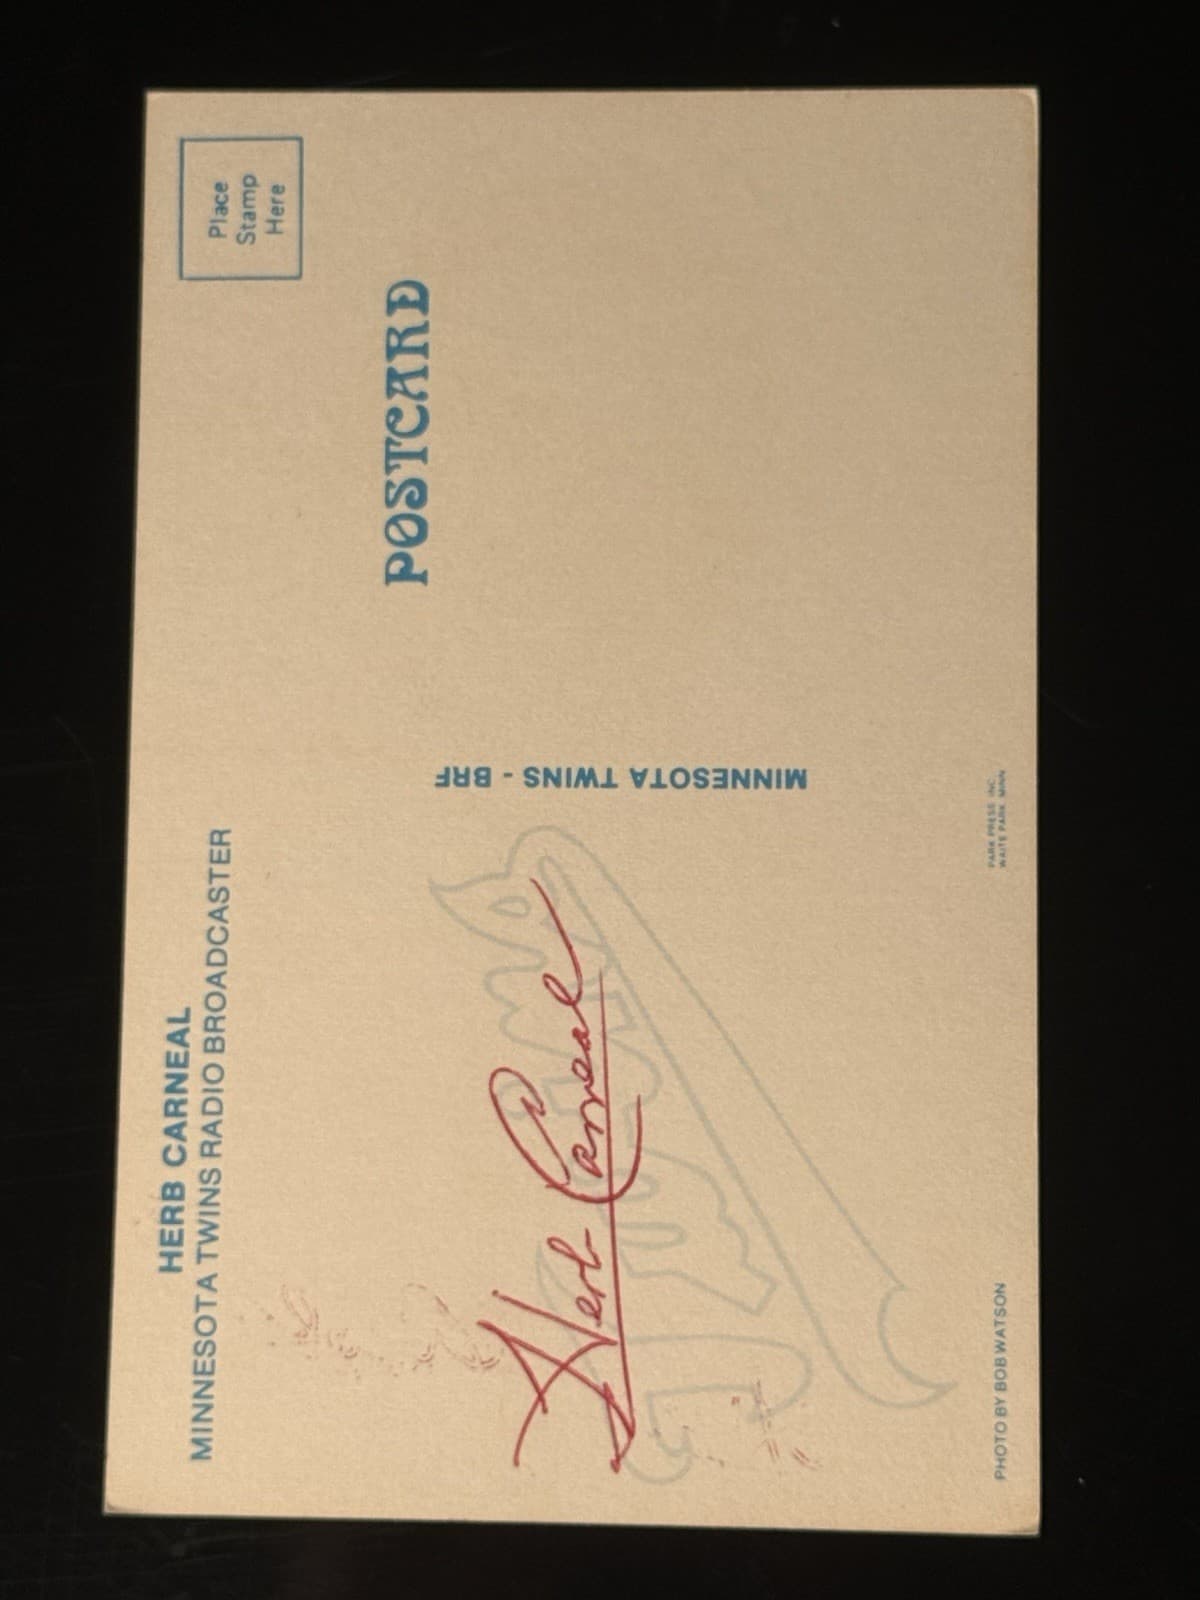 HERB CARNEAL
MINNESOTA TWINS RADIO BROADCASTER
Place
Stamp
Here
POSTCARD
MINNESOTA TWINS - BRF
Twins
Herb Carneal
PHOTO BY BOB WATSON
PARK PRESS INC.
WAITE PARK MINN